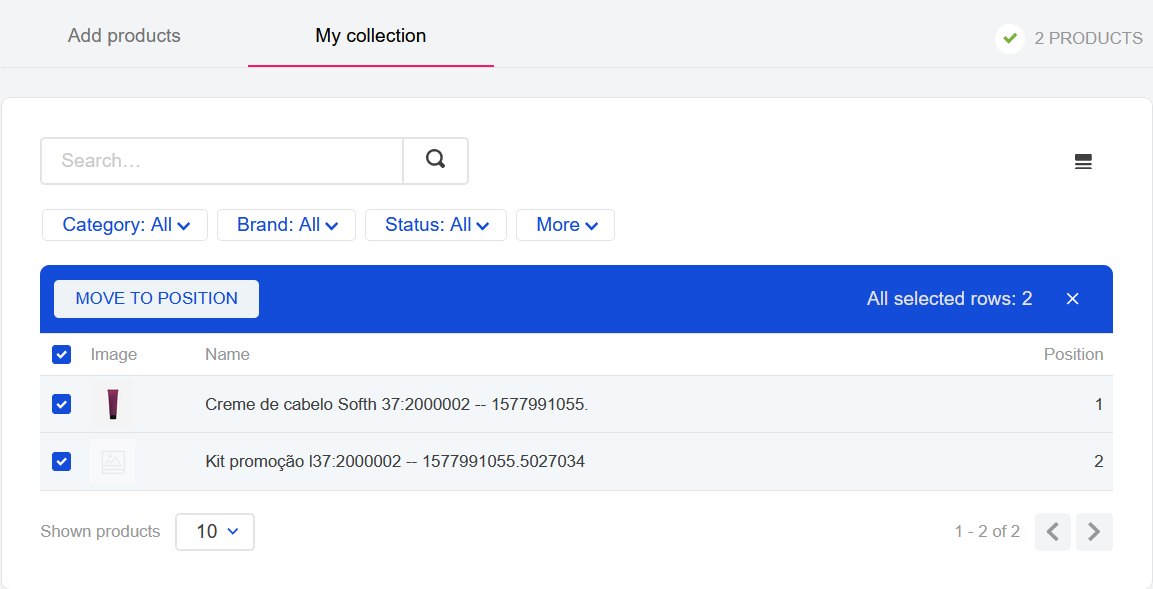 Add products
My collection
2 PRODUCTS
Search…
Category: All
Brand: All
Status: All
More
MOVE TO POSITION
All selected rows: 2
Image
Name
Position
Creme de cabelo Softh 37:2000002 -- 1577991055.
1
Kit promoção I37:2000002 -- 1577991055.5027034
2
Shown products
10
1 - 2 of 2